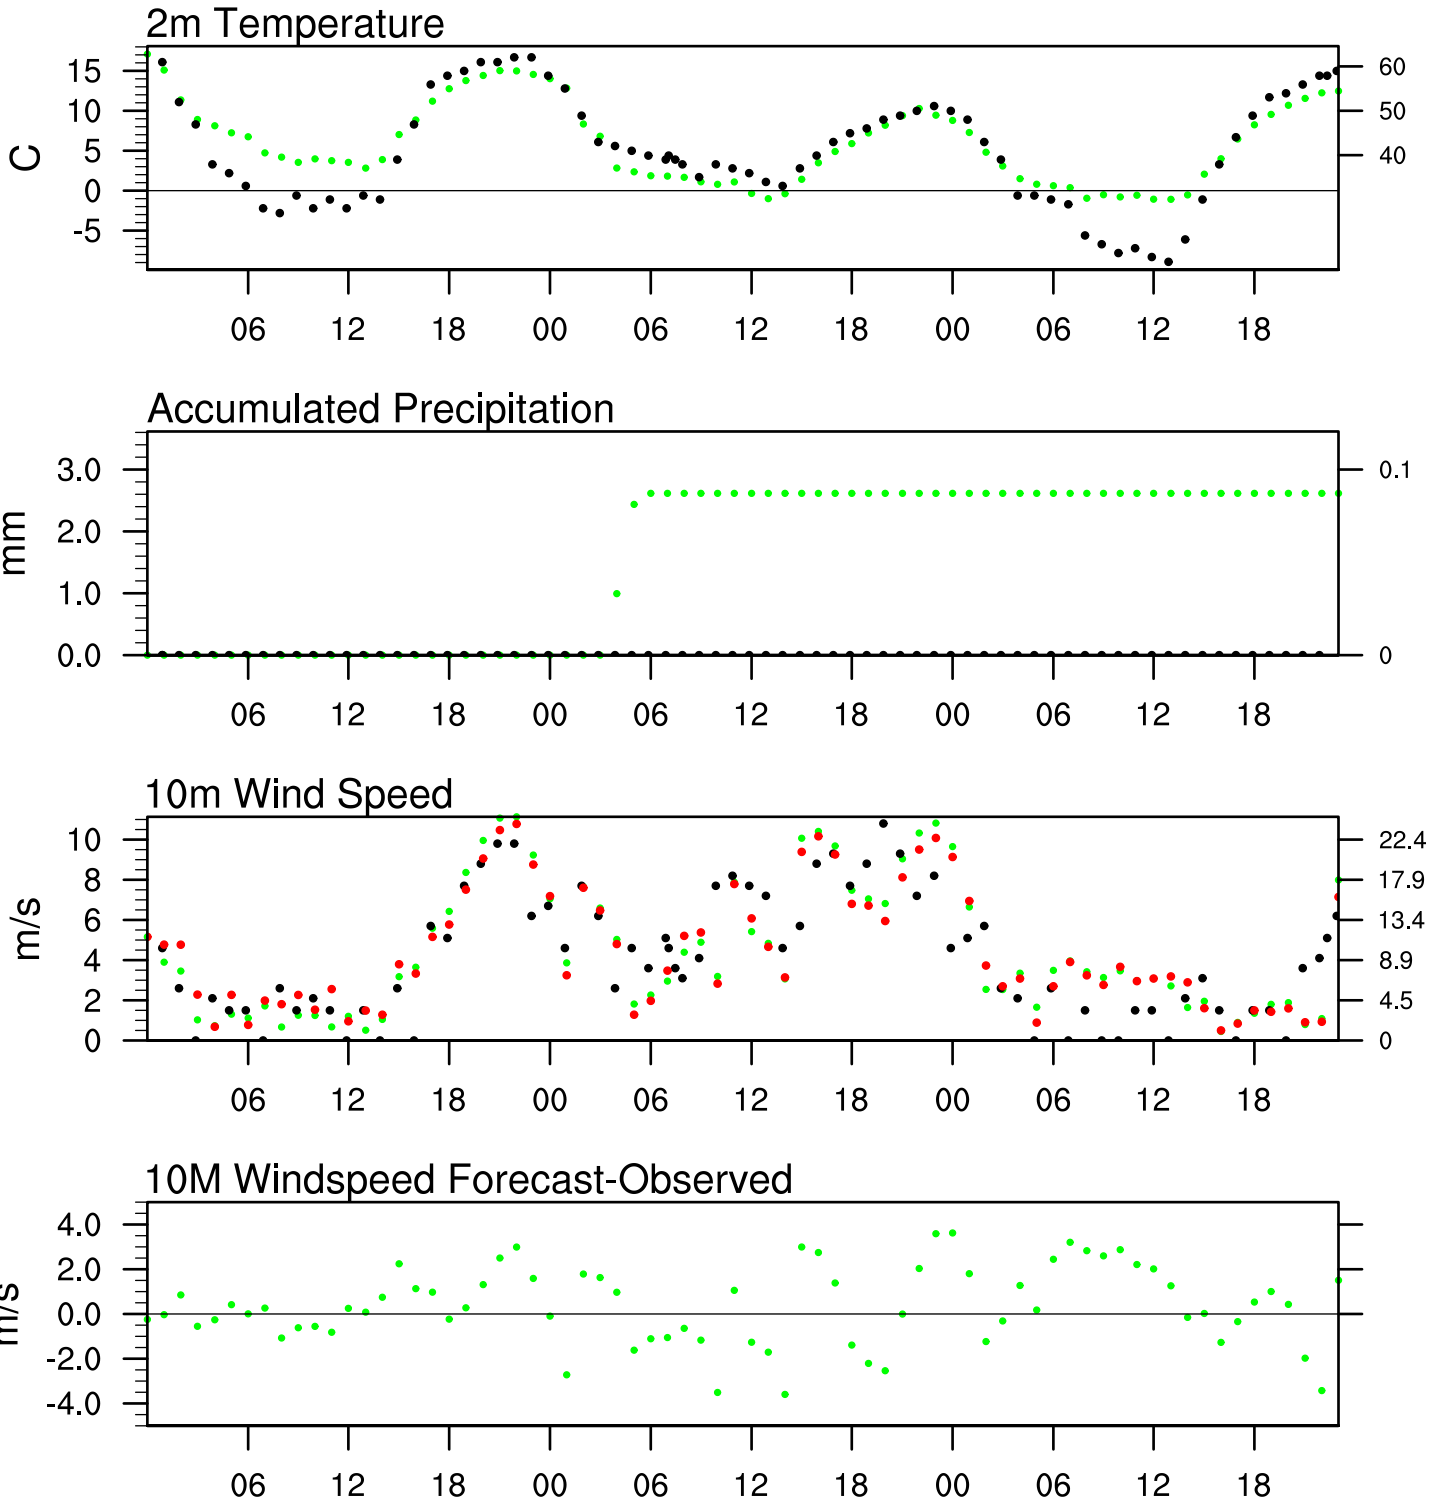 2m Temperature
15
10
5
0
-5
C
60
50
40
06 12 18 00 06 12 18 00 06 12 18
Accumulated Precipitation
3.0
2.0
1.0
0.0
mm
0.1
0
06 12 18 00 06 12 18 00 06 12 18
10m Wind Speed
10
8
6
4
2
0
m/s
22.4
17.9
13.4
8.9
4.5
0
06 12 18 00 06 12 18 00 06 12 18
10M Windspeed Forecast-Observed
4.0
2.0
0.0
-2.0
-4.0
m/s
06 12 18 00 06 12 18 00 06 12 18